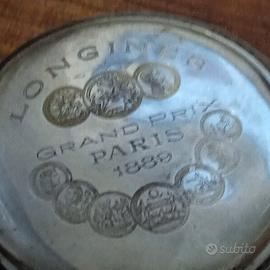 LONGINES
GRAND PRIX
PARIS
1889
subito